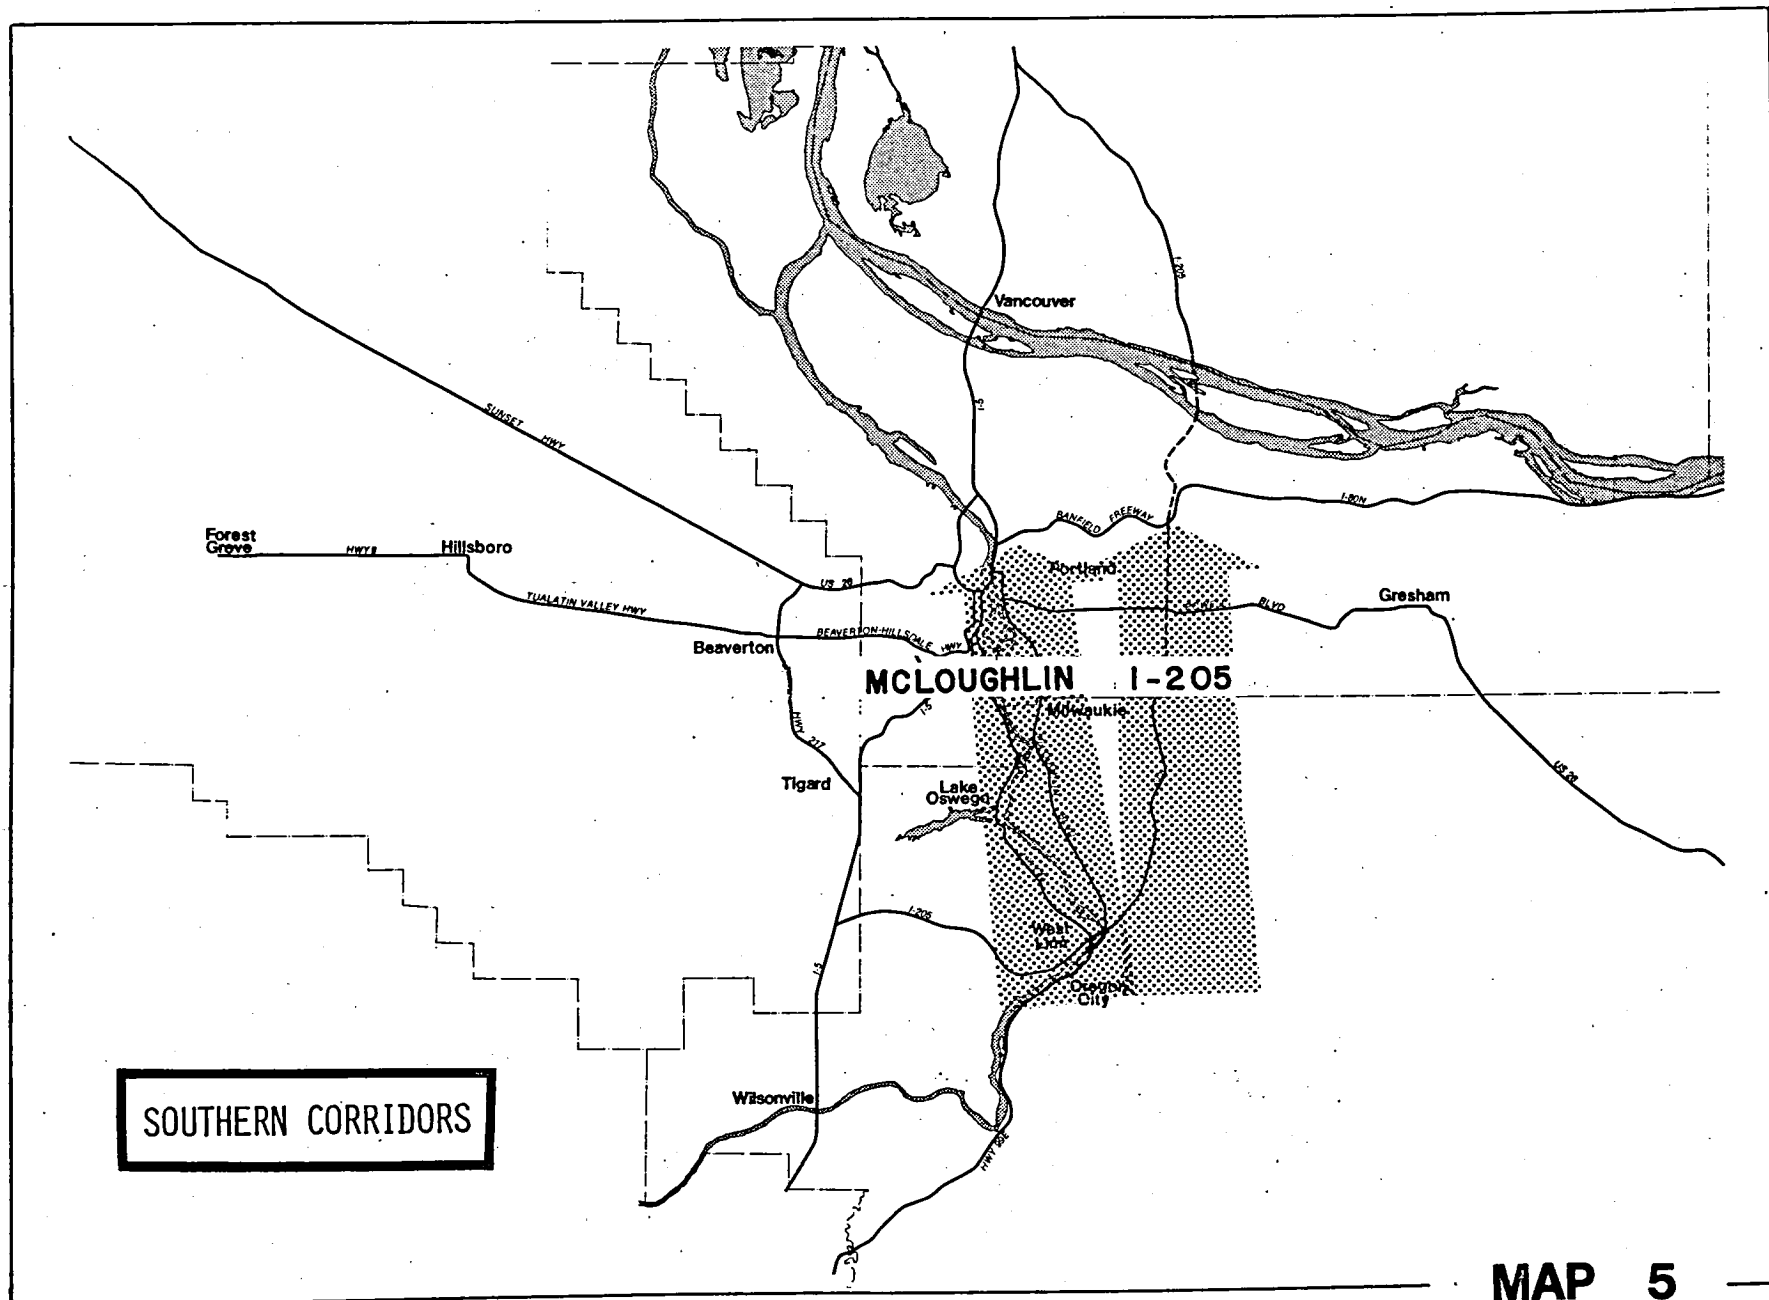 I-205
Vancouver
I-5
SUNSET HWY
I-80N
BANFIELD FREEWAY
Forest
Grove
HWY 8
Hillsboro
Portland
US 26
TUALATIN VALLEY HWY
BLVD
Gresham
BEAVERTON-HILLSDALE HWY
Beaverton
MCLOUGHLIN I-205
I-5
Milwaukie
HWY 217
US 26
Tigard
Lake
Oswego
I-205
West
Linn
I-5
Oregon
City
Wilsonville
SOUTHERN CORRIDORS
HWY 99E
MAP 5